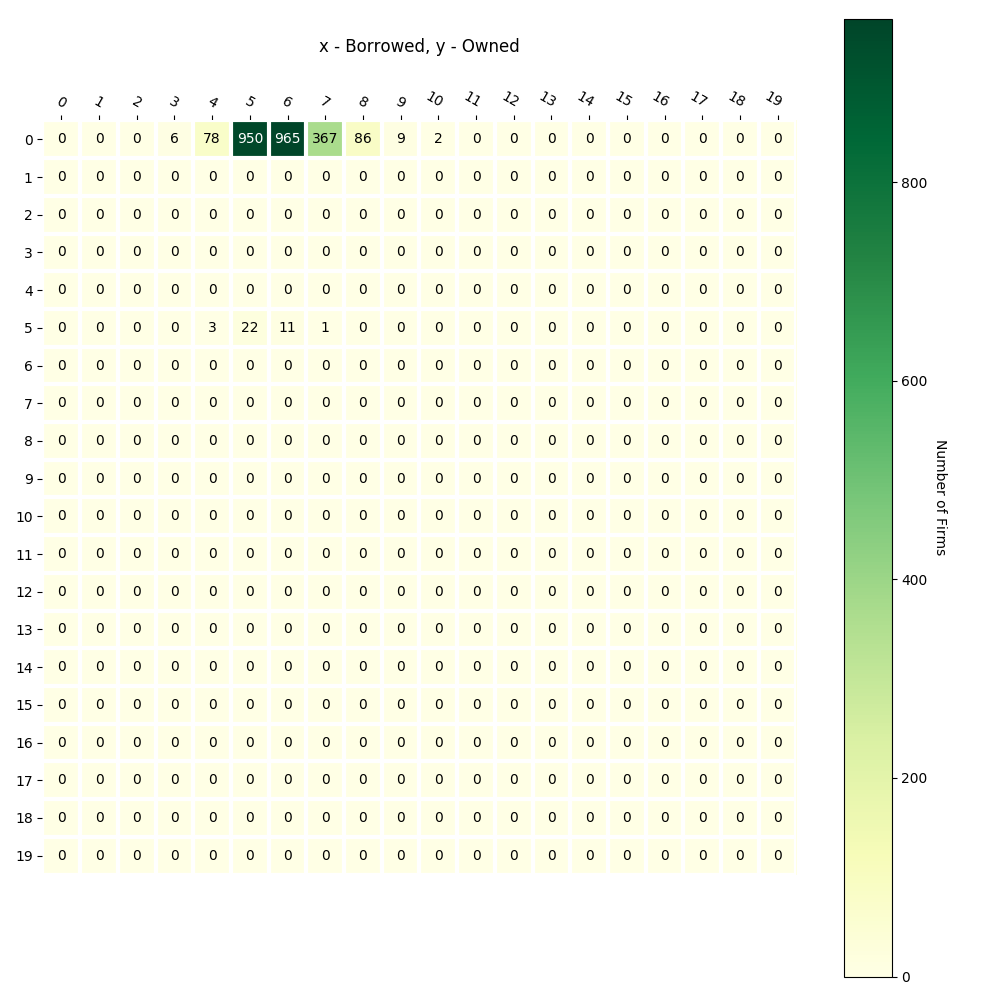 x - Borrowed, y - Owned
0 1 2 3 4 5 6 7 8 9 10 11 12 13 14 15 16 17 18 19
0 0 0 0 6 78 950 965 367 86 9 2 0 0 0 0 0 0 0 0 0
1 0 0 0 0 0 0 0 0 0 0 0 0 0 0 0 0 0 0 0 0
2 0 0 0 0 0 0 0 0 0 0 0 0 0 0 0 0 0 0 0 0
3 0 0 0 0 0 0 0 0 0 0 0 0 0 0 0 0 0 0 0 0
4 0 0 0 0 0 0 0 0 0 0 0 0 0 0 0 0 0 0 0 0
5 0 0 0 0 3 22 11 1 0 0 0 0 0 0 0 0 0 0 0 0
6 0 0 0 0 0 0 0 0 0 0 0 0 0 0 0 0 0 0 0 0
7 0 0 0 0 0 0 0 0 0 0 0 0 0 0 0 0 0 0 0 0
8 0 0 0 0 0 0 0 0 0 0 0 0 0 0 0 0 0 0 0 0
9 0 0 0 0 0 0 0 0 0 0 0 0 0 0 0 0 0 0 0 0
10 0 0 0 0 0 0 0 0 0 0 0 0 0 0 0 0 0 0 0 0
11 0 0 0 0 0 0 0 0 0 0 0 0 0 0 0 0 0 0 0 0
12 0 0 0 0 0 0 0 0 0 0 0 0 0 0 0 0 0 0 0 0
13 0 0 0 0 0 0 0 0 0 0 0 0 0 0 0 0 0 0 0 0
14 0 0 0 0 0 0 0 0 0 0 0 0 0 0 0 0 0 0 0 0
15 0 0 0 0 0 0 0 0 0 0 0 0 0 0 0 0 0 0 0 0
16 0 0 0 0 0 0 0 0 0 0 0 0 0 0 0 0 0 0 0 0
17 0 0 0 0 0 0 0 0 0 0 0 0 0 0 0 0 0 0 0 0
18 0 0 0 0 0 0 0 0 0 0 0 0 0 0 0 0 0 0 0 0
19 0 0 0 0 0 0 0 0 0 0 0 0 0 0 0 0 0 0 0 0
800
600
400
200
0
Number of Firms